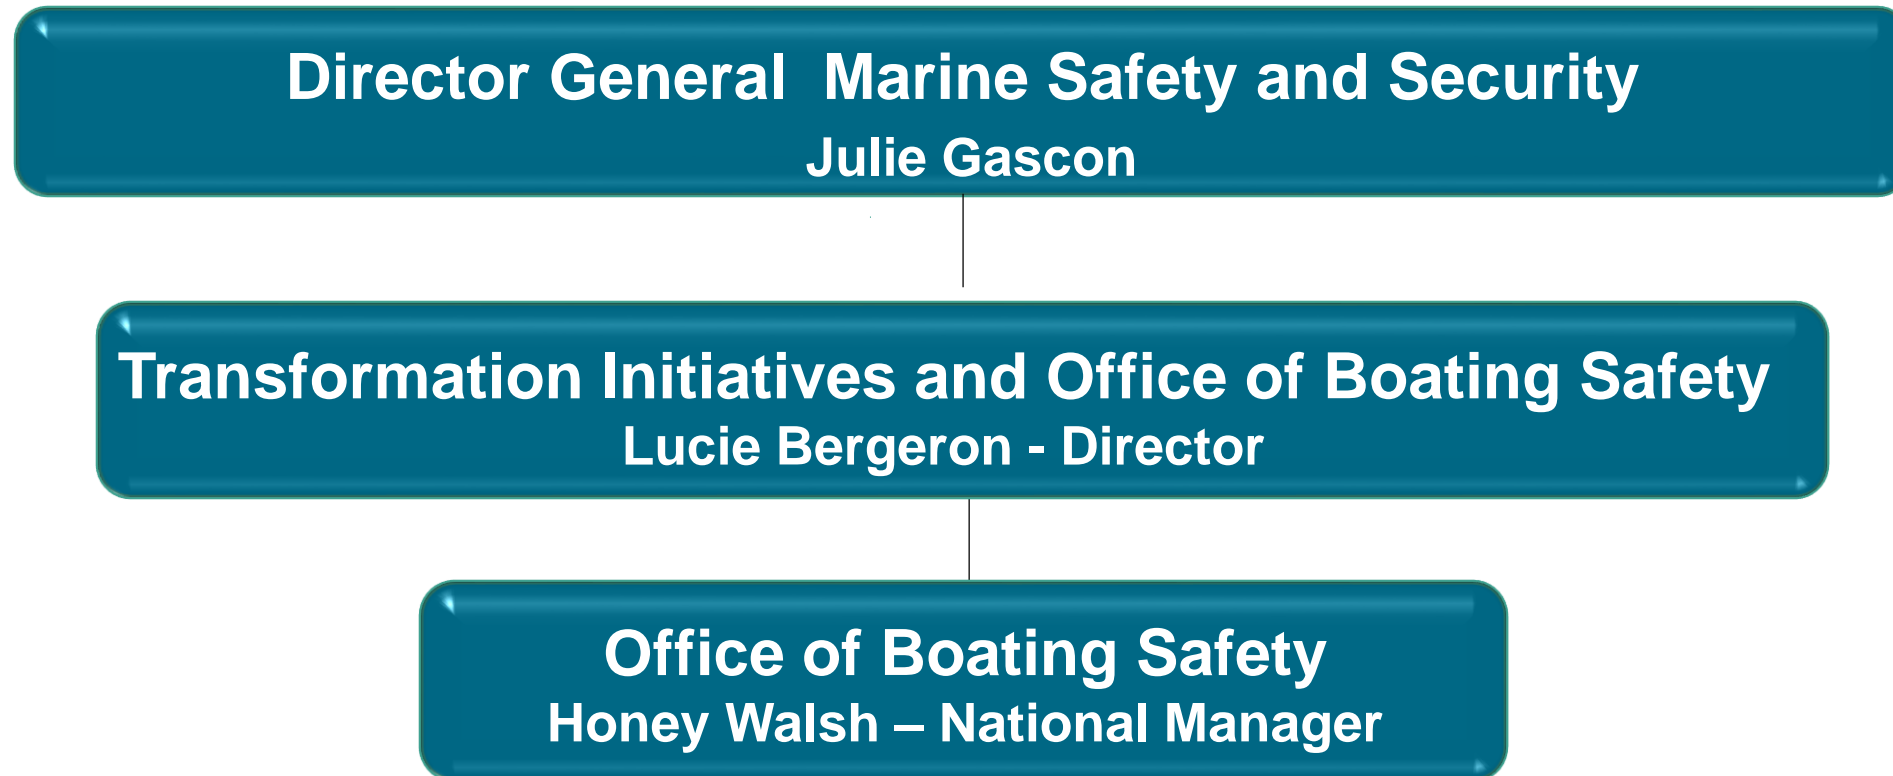 Director General  Marine Safety and Security
Julie Gascon
Transformation Initiatives and Office of Boating Safety
Lucie Bergeron - Director
Office of Boating Safety
Honey Walsh – National Manager